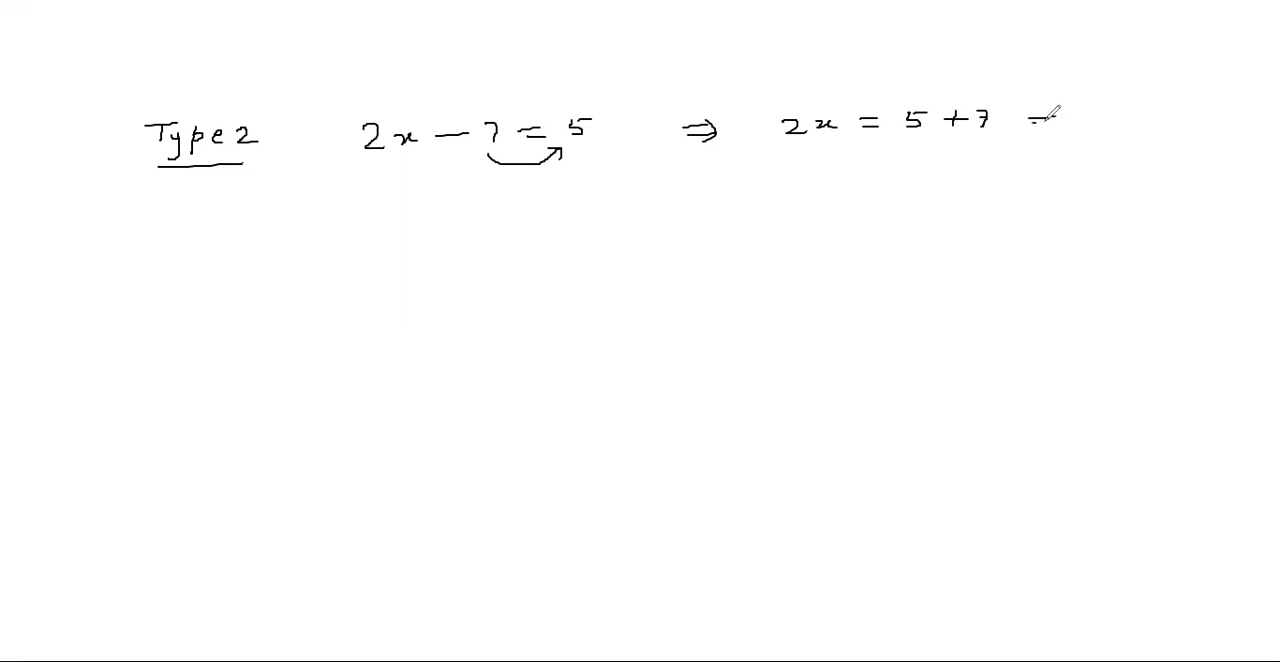 Type 2 2x - 7 = 5 ⇒ 2x = 5 + 7 =